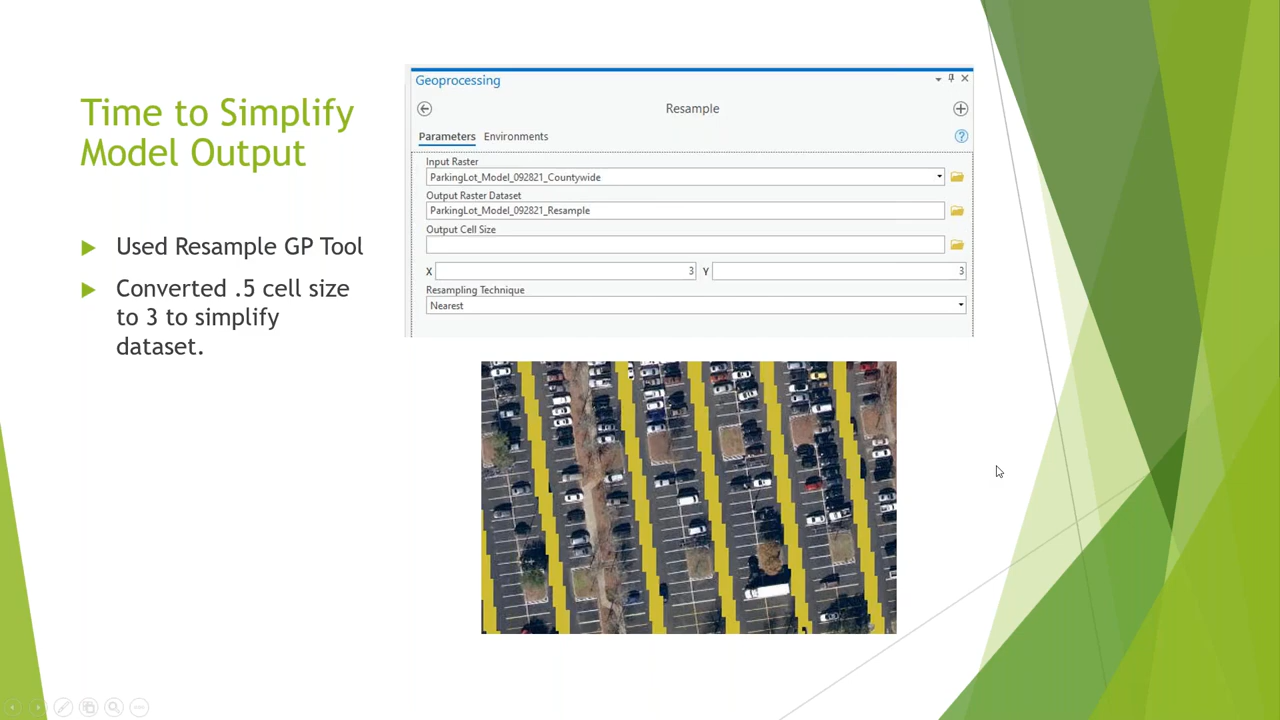 Time to Simplify
Model Output
Used Resample GP Tool
Converted .5 cell size
to 3 to simplify
dataset.
Geoprocessing
Resample
Parameters Environments
Input Raster
ParkingLot_Model_092821_Countywide
Output Raster Dataset
ParkingLot_Model_092821_Resample
Output Cell Size
X 3 Y 3
Resampling Technique
Nearest